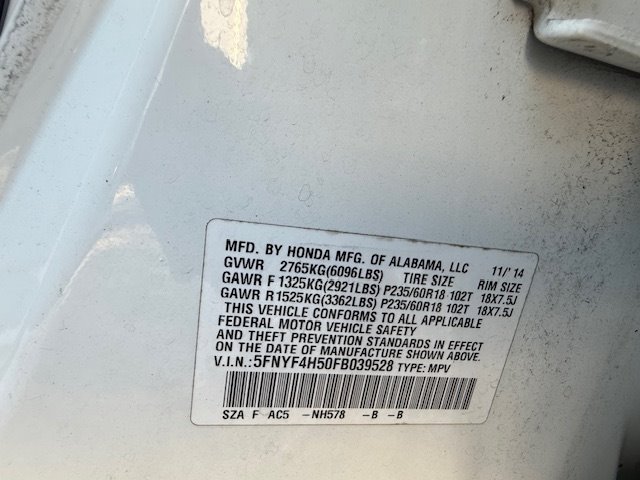 MFD. BY HONDA MFG. OF ALABAMA, LLC 11/'14
GVWR 2765KG(6096LBS) TIRE SIZE RIM SIZE
GAWR F 1325KG(2921LBS) P235/60R18 102T 18X7.5J
GAWR R 1525KG(3362LBS) P235/60R18 102T 18X7.5J
THIS VEHICLE CONFORMS TO ALL APPLICABLE
FEDERAL MOTOR VEHICLE SAFETY
AND THEFT PREVENTION STANDARDS IN EFFECT
ON THE DATE OF MANUFACTURE SHOWN ABOVE.
V.I.N.: 5FNYF4H50FB039528 TYPE: MPV
SZA F AC5 -NH578 -B -B